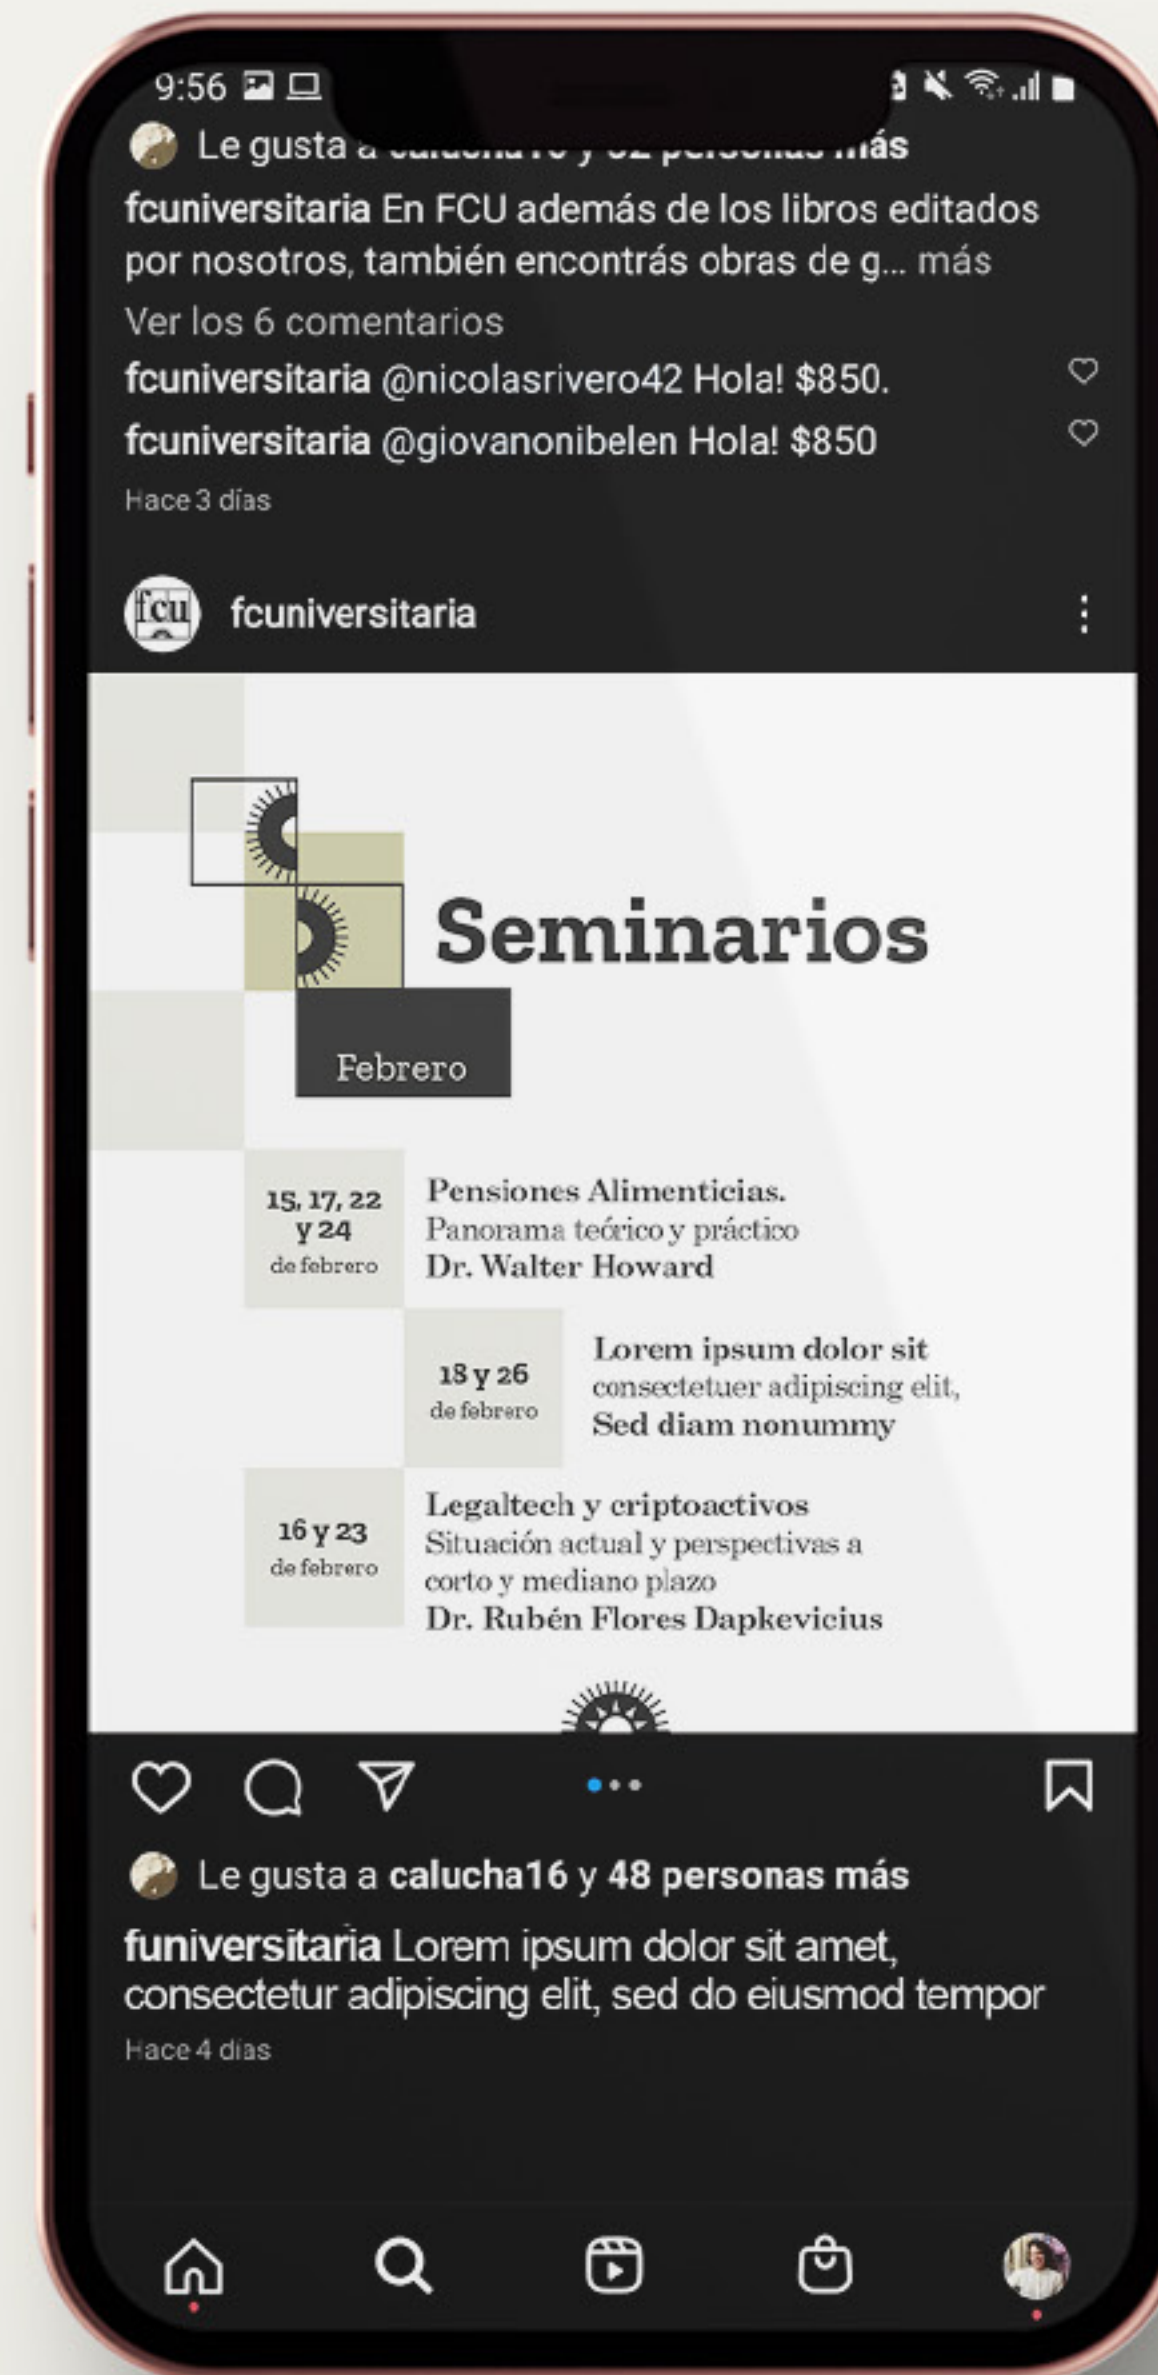 9:56
Le gusta a y personas más
fcuniversitaria En FCU además de los libros editados
por nosotros, también encontrás obras de g... más
Ver los 6 comentarios
fcuniversitaria @nicolasrivero42 Hola! $850.
fcuniversitaria @giovanonibelen Hola! $850
Hace 3 días
fcu
fcuniversitaria
Seminarios
Febrero
15, 17, 22
y 24
de febrero
Pensiones Alimenticias.
Panorama teórico y práctico
Dr. Walter Howard
18 y 26
de febrero
Lorem ipsum dolor sit
consectetuer adipiscing elit,
Sed diam nonummy
16 y 23
de febrero
Legaltech y criptoactivos
Situación actual y perspectivas a
corto y mediano plazo
Dr. Rubén Flores Dapkevicius
Le gusta a calucha16 y 48 personas más
funiversitaria Lorem ipsum dolor sit amet,
consectetur adipiscing elit, sed do eiusmod tempor
Hace 4 días